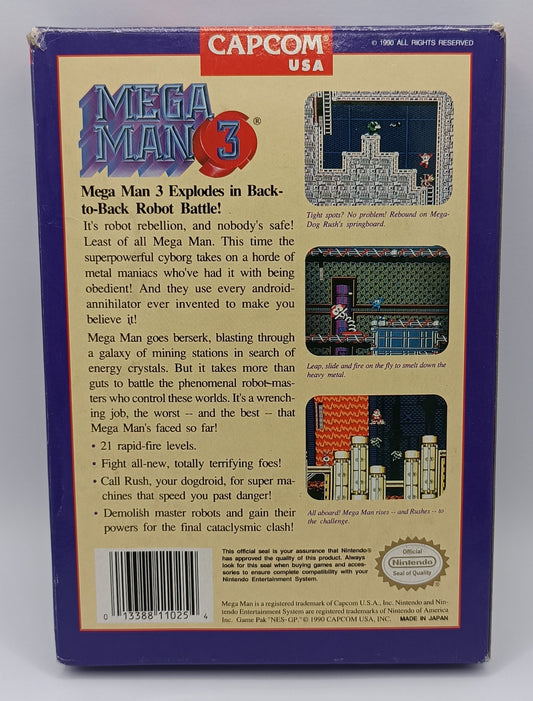 CAPCOM®
USA
© 1990 ALL RIGHTS RESERVED
MEGA
MAN 3 ®
Mega Man 3 Explodes in Back-
to-Back Robot Battle!
It's robot rebellion, and nobody's safe!
Least of all Mega Man. This time the
superpowerful cyborg takes on a horde of
metal maniacs who've had it with being
obedient! And they use every android-
annihilator ever invented to make you
believe it!
Mega Man goes berserk, blasting through
a galaxy of mining stations in search of
energy crystals. But it takes more than
guts to battle the phenomenal robot-mas-
ters who control these worlds. It's a wrench-
ing job, the worst -- and the best -- that
Mega Man's faced so far!
• 21 rapid-fire levels.
• Fight all-new, totally terrifying foes!
• Call Rush, your dogdroid, for super ma-
chines that speed you past danger!
• Demolish master robots and gain their
powers for the final cataclysmic clash!
Tight spots? No problem! Rebound on Mega-
Dog Rush's springboard.
Leap, slide and fire on the fly to smelt down the
heavy metal.
All aboard! Mega Man rises -- and Rushes -- to
the challenge.
0 13388 11025 4
This official seal is your assurance that Nintendo®
has approved the quality of this product. Always
look for this seal when buying games and acces-
sories to ensure complete compatibility with your
Nintendo Entertainment System.
Official
Nintendo
Seal of Quality
Mega Man is a registered trademark of Capcom U.S.A., Inc. Nintendo and Nin-
tendo Entertainment System are registered trademarks of Nintendo of America
Inc. Game Pak "NES-GP." © 1990 CAPCOM USA, INC. MADE IN JAPAN